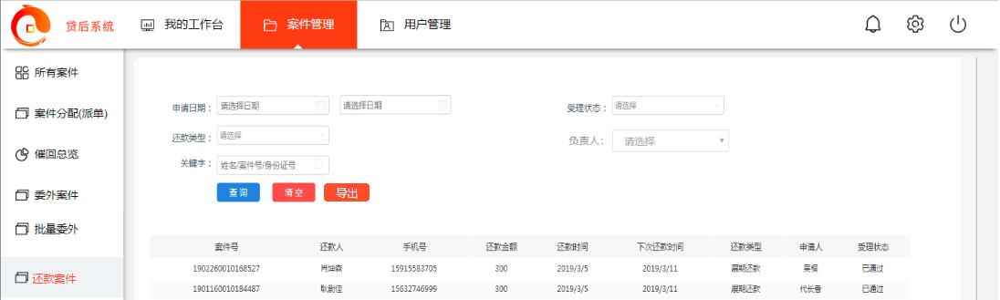 贷后系统 我的工作台 案件管理 用户管理
所有案件
案件分配(派单)
催回总览
委外案件
批量委外
还款案件
申请日期： 请选择日期 请选择日期 受理状态： 请选择
还款类型： 请选择 负责人： 请选择
关键字： 姓名/案件号/身份证号
查询 清空 导出
案件号 还款人 手机号 还款金额 还款时间 下次还款时间 还款类型 申请人 受理状态
1902260010168527 肖坤森 15915583705 300 2019/3/5 2019/3/11 展期还款 吴桐 已通过
1901160010184487 耿尉佳 15632746999 300 2019/3/5 2019/3/11 展期还款 代长香 已通过